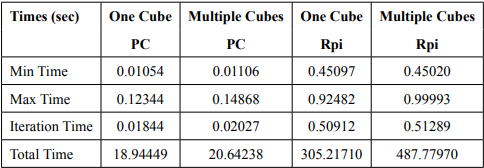 Times (sec) One Cube Multiple Cubes One Cube Multiple Cubes
PC PC Rpi Rpi
Min Time 0.01054 0.01106 0.45097 0.45020
Max Time 0.12344 0.14868 0.92482 0.99993
Iteration Time 0.01844 0.02027 0.50912 0.51289
Total Time 18.94449 20.64238 305.21710 487.77970